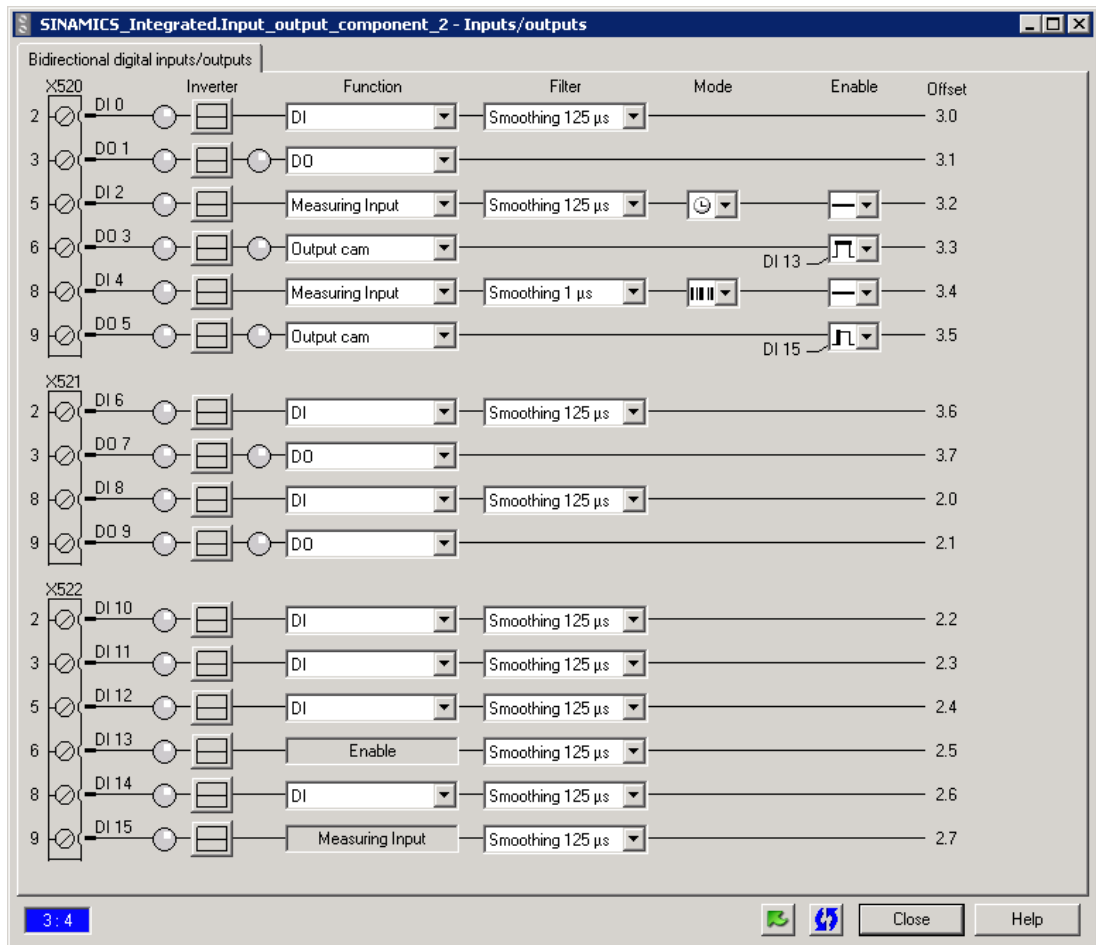 SINAMICS_Integrated.Input_output_component_2 - Inputs/outputs
Bidirectional digital inputs/outputs
X520 Inverter Function Filter Mode Enable Offset
2 DI 0 DI Smoothing 125 µs 3.0
3 DO 1 DO 3.1
5 DI 2 Measuring Input Smoothing 125 µs 3.2
6 DO 3 Output cam DI 13 3.3
8 DI 4 Measuring Input Smoothing 1 µs 3.4
9 DO 5 Output cam DI 15 3.5
X521
2 DI 6 DI Smoothing 125 µs 3.6
3 DO 7 DO 3.7
8 DI 8 DI Smoothing 125 µs 2.0
9 DO 9 DO 2.1
X522
2 DI 10 DI Smoothing 125 µs 2.2
3 DI 11 DI Smoothing 125 µs 2.3
5 DI 12 DI Smoothing 125 µs 2.4
6 DI 13 Enable Smoothing 125 µs 2.5
8 DI 14 DI Smoothing 125 µs 2.6
9 DI 15 Measuring Input Smoothing 125 µs 2.7
3 : 4 Close Help